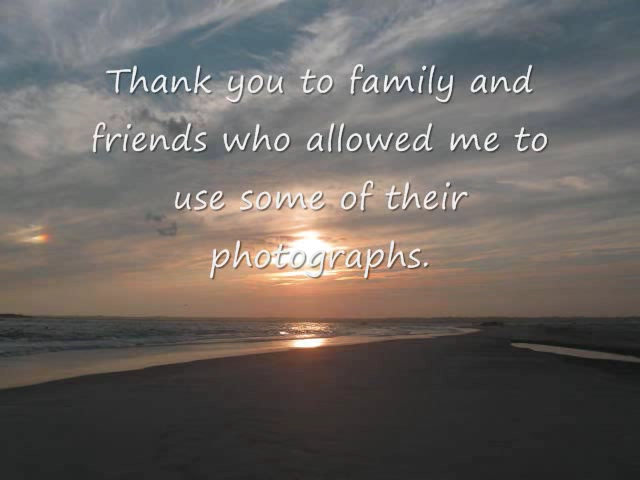 Thank you to family and
friends who allowed me to
use some of their
photographs.